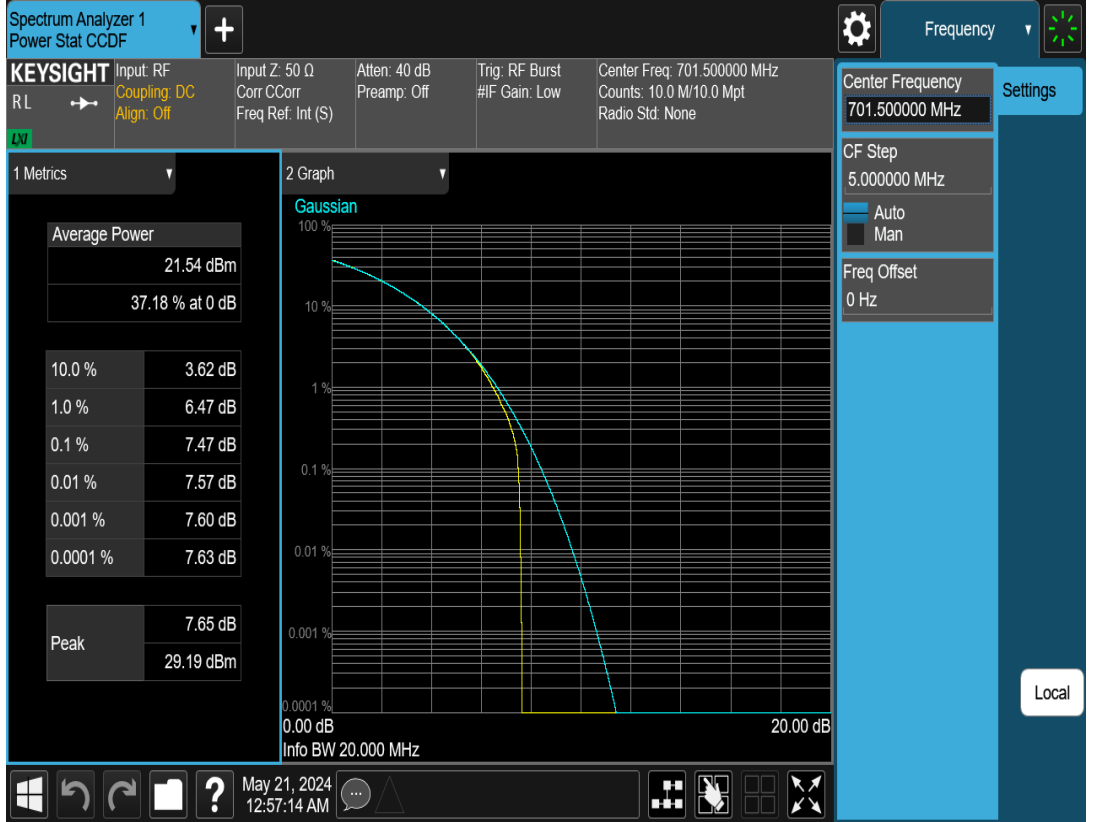 Spectrum Analyzer 1
Power Stat CCDF
+
Frequency
KEYSIGHT
RL
LXI
Input: RF
Coupling: DC
Align: Off
Input Z: 50 Ω
Corr CCorr
Freq Ref: Int (S)
Atten: 40 dB
Preamp: Off
Trig: RF Burst
#IF Gain: Low
Center Freq: 701.500000 MHz
Counts: 10.0 M/10.0 Mpt
Radio Std: None
Center Frequency
701.500000 MHz
Settings
CF Step
5.000000 MHz
Auto
Man
Freq Offset
0 Hz
Local
1 Metrics
Average Power
21.54 dBm
37.18 % at 0 dB
10.0 % 3.62 dB
1.0 % 6.47 dB
0.1 % 7.47 dB
0.01 % 7.57 dB
0.001 % 7.60 dB
0.0001 % 7.63 dB
Peak
7.65 dB
29.19 dBm
2 Graph
Gaussian
100 %
10 %
1 %
0.1 %
0.01 %
0.001 %
0.0001 %
0.00 dB
20.00 dB
Info BW 20.000 MHz
?
May 21, 2024
12:57:14 AM